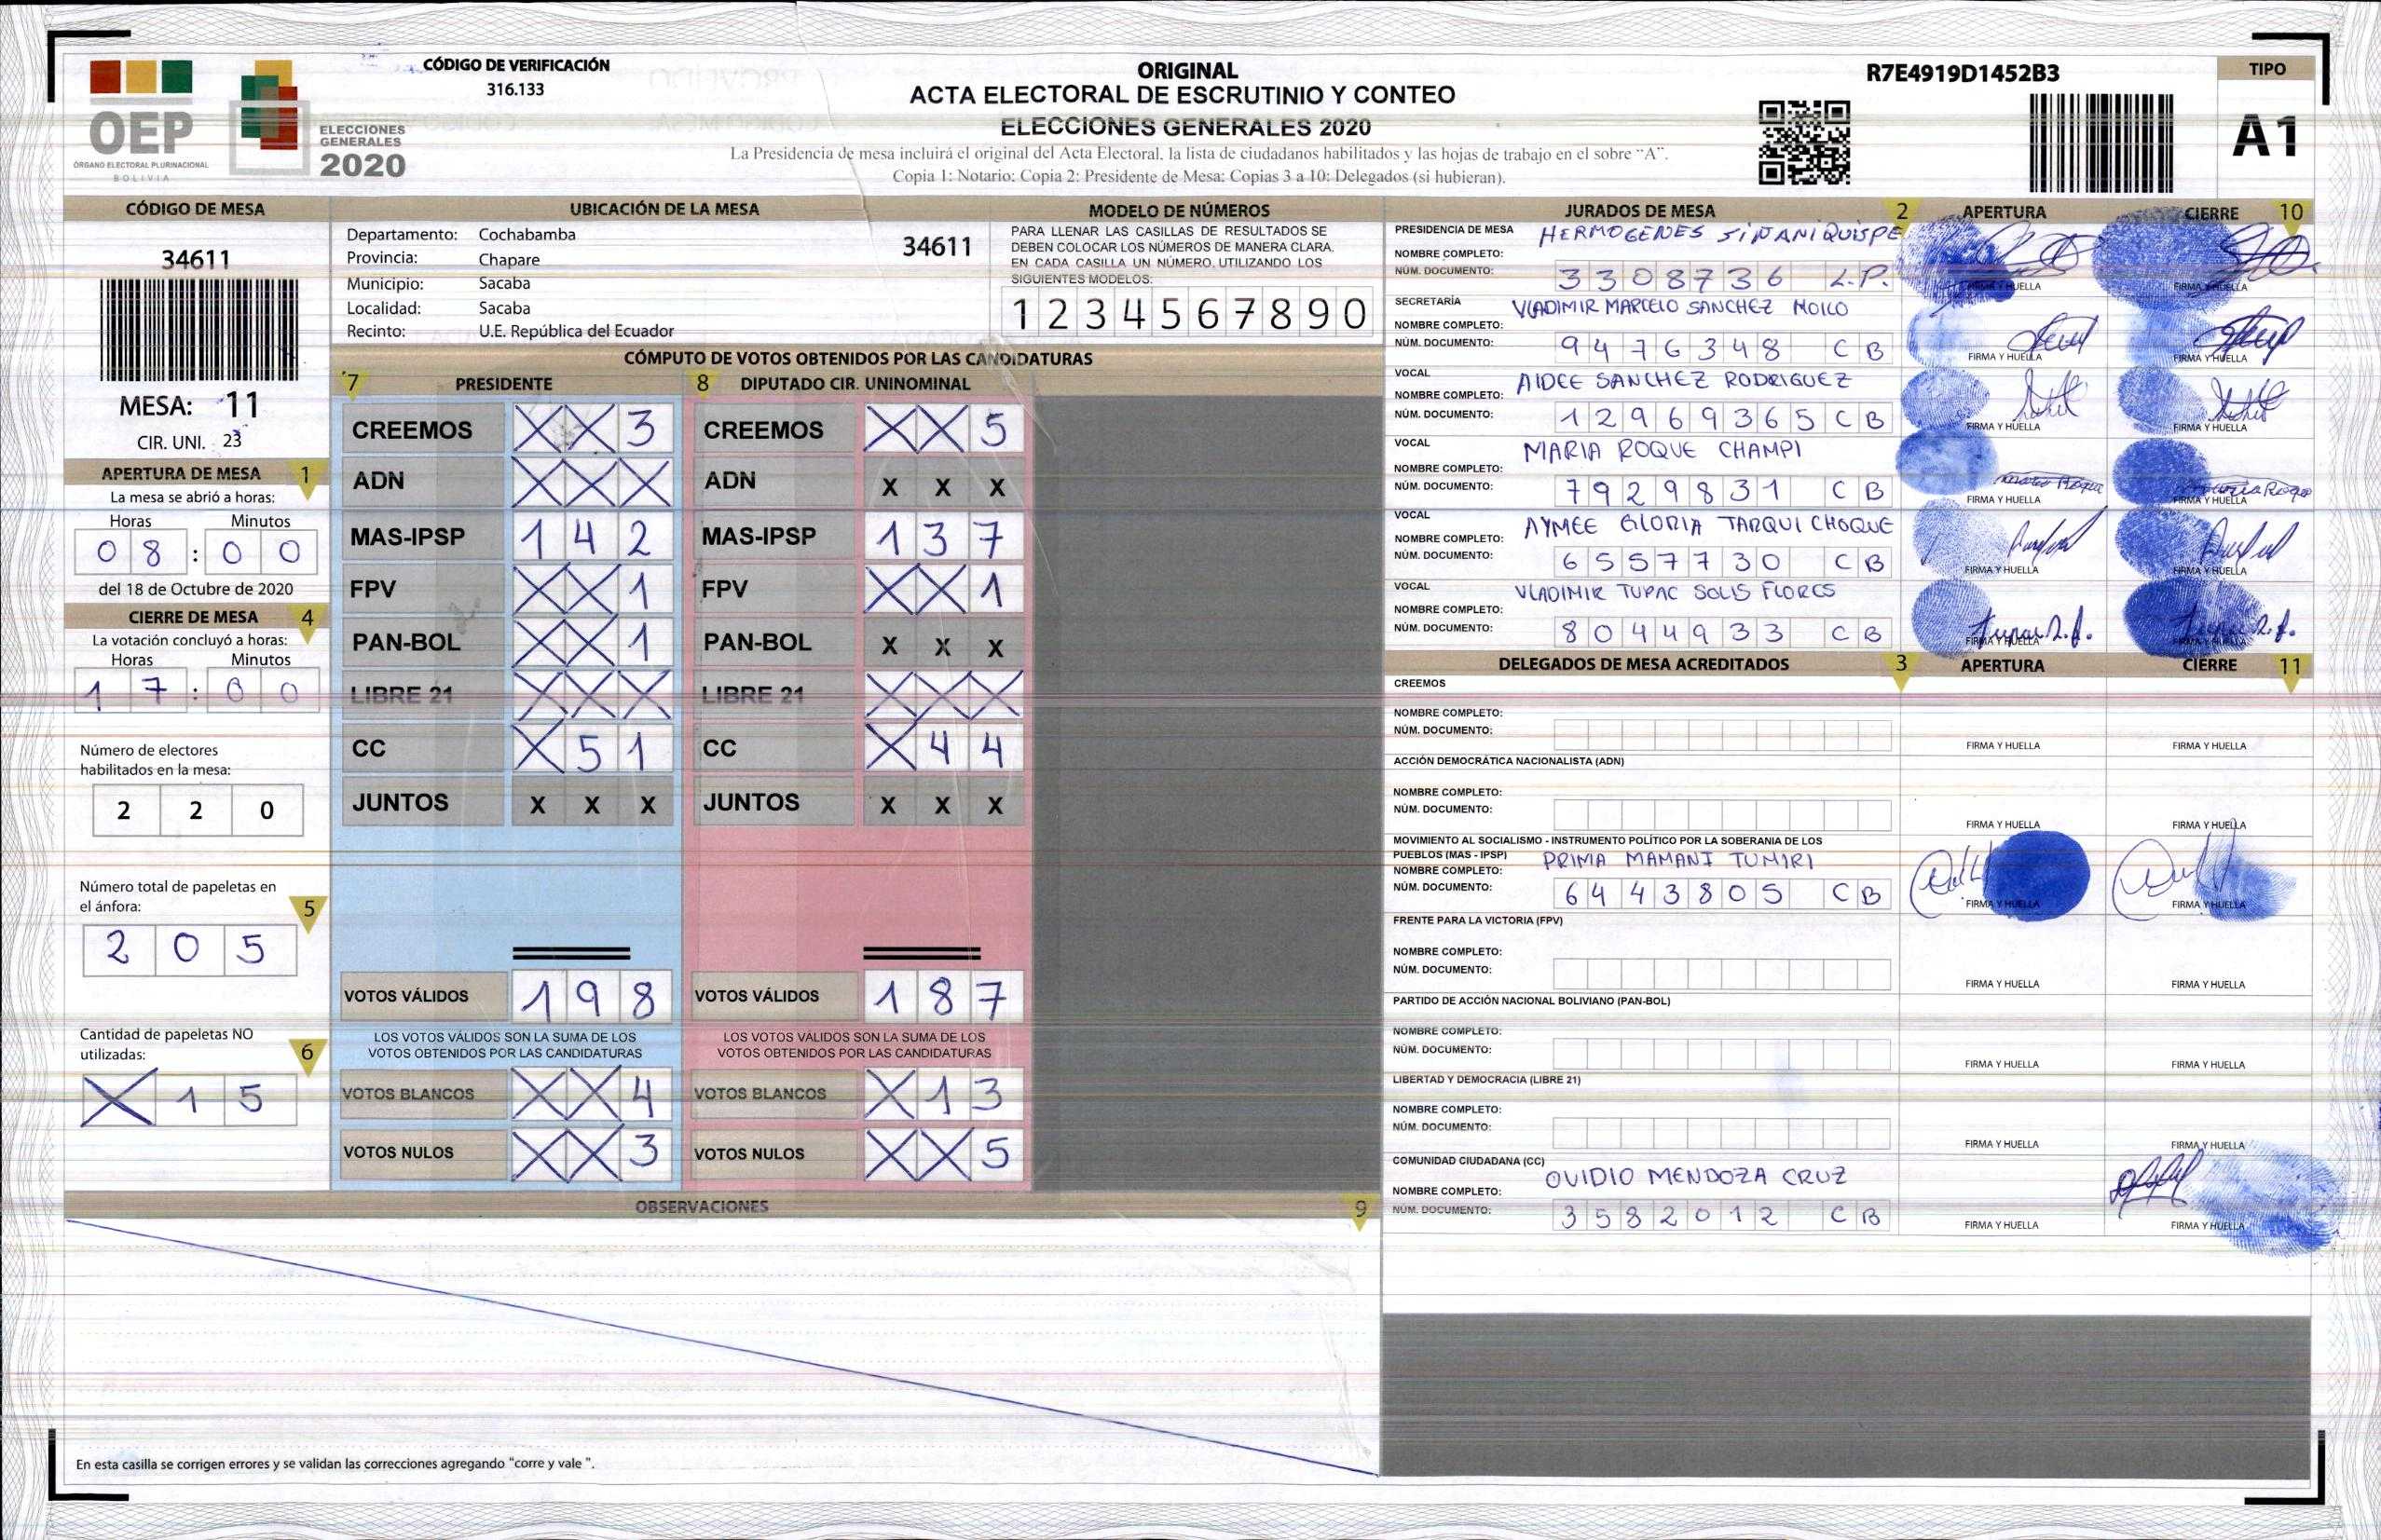 CÓDIGO DE VERIFICACIÓN
316.133
ORIGINAL
ACTA ELECTORAL DE ESCRUTINIO Y CONTEO
ELECCIONES GENERALES 2020
La Presidencia de mesa incluirá el original del Acta Electoral, la lista de ciudadanos habilitados y las hojas de trabajo en el sobre "A".
Copia 1: Notario; Copia 2: Presidente de Mesa; Copias 3 a 10: Delegados (si hubieran).
R7E4919D1452B3
TIPO
A1
OEP
ÓRGANO ELECTORAL PLURINACIONAL
BOLIVIA
ELECCIONES
GENERALES
2020
CÓDIGO DE MESA
34611
MESA: 11
CIR. UNI. 23
APERTURA DE MESA 1
La mesa se abrió a horas:
Horas Minutos
0 8 : 0 0
del 18 de Octubre de 2020
CIERRE DE MESA 4
La votación concluyó a horas:
Horas Minutos
1 7 : 0 0
Número de electores
habilitados en la mesa:
2 2 0
Número total de papeletas en
el ánfora: 5
2 0 5
Cantidad de papeletas NO
utilizadas: 6
X 1 5
UBICACIÓN DE LA MESA
Departamento: Cochabamba
Provincia: Chapare
Municipio: Sacaba
Localidad: Sacaba
Recinto: U.E. República del Ecuador
34611
MODELO DE NÚMEROS
PARA LLENAR LAS CASILLAS DE RESULTADOS SE
DEBEN COLOCAR LOS NÚMEROS DE MANERA CLARA.
EN CADA CASILLA UN NÚMERO, UTILIZANDO LOS
SIGUIENTES MODELOS:
1 2 3 4 5 6 7 8 9 0
CÓMPUTO DE VOTOS OBTENIDOS POR LAS CANDIDATURAS
7 PRESIDENTE
CREEMOS X X 3
ADN X X X
MAS-IPSP 1 4 2
FPV X X 1
PAN-BOL X X 1
LIBRE 21 X X X
CC X 5 1
JUNTOS X X X
VOTOS VÁLIDOS 1 9 8
LOS VOTOS VÁLIDOS SON LA SUMA DE LOS
VOTOS OBTENIDOS POR LAS CANDIDATURAS
VOTOS BLANCOS X X 4
VOTOS NULOS X X 3
8 DIPUTADO CIR. UNINOMINAL
CREEMOS X X 5
ADN X X X
MAS-IPSP 1 3 7
FPV X X 1
PAN-BOL X X X
LIBRE 21 X X X
CC X 4 4
JUNTOS X X X
VOTOS VÁLIDOS 1 8 7
LOS VOTOS VÁLIDOS SON LA SUMA DE LOS
VOTOS OBTENIDOS POR LAS CANDIDATURAS
VOTOS BLANCOS X 1 3
VOTOS NULOS X X 5
OBSERVACIONES 9
En esta casilla se corrigen errores y se validan las correcciones agregando "corre y vale ".
JURADOS DE MESA 2 APERTURA CIERRE 10
PRESIDENCIA DE MESA HERMOGENES SIÑANI QUISPE
NOMBRE COMPLETO:
NÚM. DOCUMENTO: 3308736 L.P.
FIRMA Y HUELLA FIRMA Y HUELLA
SECRETARÍA VLADIMIR MARCELO SANCHEZ MOILO
NOMBRE COMPLETO:
NÚM. DOCUMENTO: 9476348 CB
FIRMA Y HUELLA FIRMA Y HUELLA
VOCAL AIDEE SANCHEZ RODRIGUEZ
NOMBRE COMPLETO:
NÚM. DOCUMENTO: 12969365 CB
FIRMA Y HUELLA FIRMA Y HUELLA
VOCAL MARIA ROQUE CHAMPI
NOMBRE COMPLETO:
NÚM. DOCUMENTO: 7929831 CB
FIRMA Y HUELLA FIRMA Y HUELLA
VOCAL AYMEE GLORIA TARQUI CHOQUE
NOMBRE COMPLETO:
NÚM. DOCUMENTO: 6557730 CB
FIRMA Y HUELLA FIRMA Y HUELLA
VOCAL VLADIMIR TUPAC SOLIS FLORES
NOMBRE COMPLETO:
NÚM. DOCUMENTO: 8044933 CB
FIRMA Y HUELLA FIRMA Y HUELLA
DELEGADOS DE MESA ACREDITADOS 3 APERTURA CIERRE 11
CREEMOS
NOMBRE COMPLETO:
NÚM. DOCUMENTO:
FIRMA Y HUELLA FIRMA Y HUELLA
ACCIÓN DEMOCRÁTICA NACIONALISTA (ADN)
NOMBRE COMPLETO:
NÚM. DOCUMENTO:
FIRMA Y HUELLA FIRMA Y HUELLA
MOVIMIENTO AL SOCIALISMO - INSTRUMENTO POLÍTICO POR LA SOBERANIA DE LOS
PUEBLOS (MAS - IPSP) PRIMA MAMANI TUMIRI
NOMBRE COMPLETO:
NÚM. DOCUMENTO: 6443805 CB
FIRMA Y HUELLA FIRMA Y HUELLA
FRENTE PARA LA VICTORIA (FPV)
NOMBRE COMPLETO:
NÚM. DOCUMENTO:
FIRMA Y HUELLA FIRMA Y HUELLA
PARTIDO DE ACCIÓN NACIONAL BOLIVIANO (PAN-BOL)
NOMBRE COMPLETO:
NÚM. DOCUMENTO:
FIRMA Y HUELLA FIRMA Y HUELLA
LIBERTAD Y DEMOCRACIA (LIBRE 21)
NOMBRE COMPLETO:
NÚM. DOCUMENTO:
FIRMA Y HUELLA FIRMA Y HUELLA
COMUNIDAD CIUDADANA (CC) OVIDIO MENDOZA CRUZ
NOMBRE COMPLETO:
NÚM. DOCUMENTO: 3582012 CB
FIRMA Y HUELLA FIRMA Y HUELLA